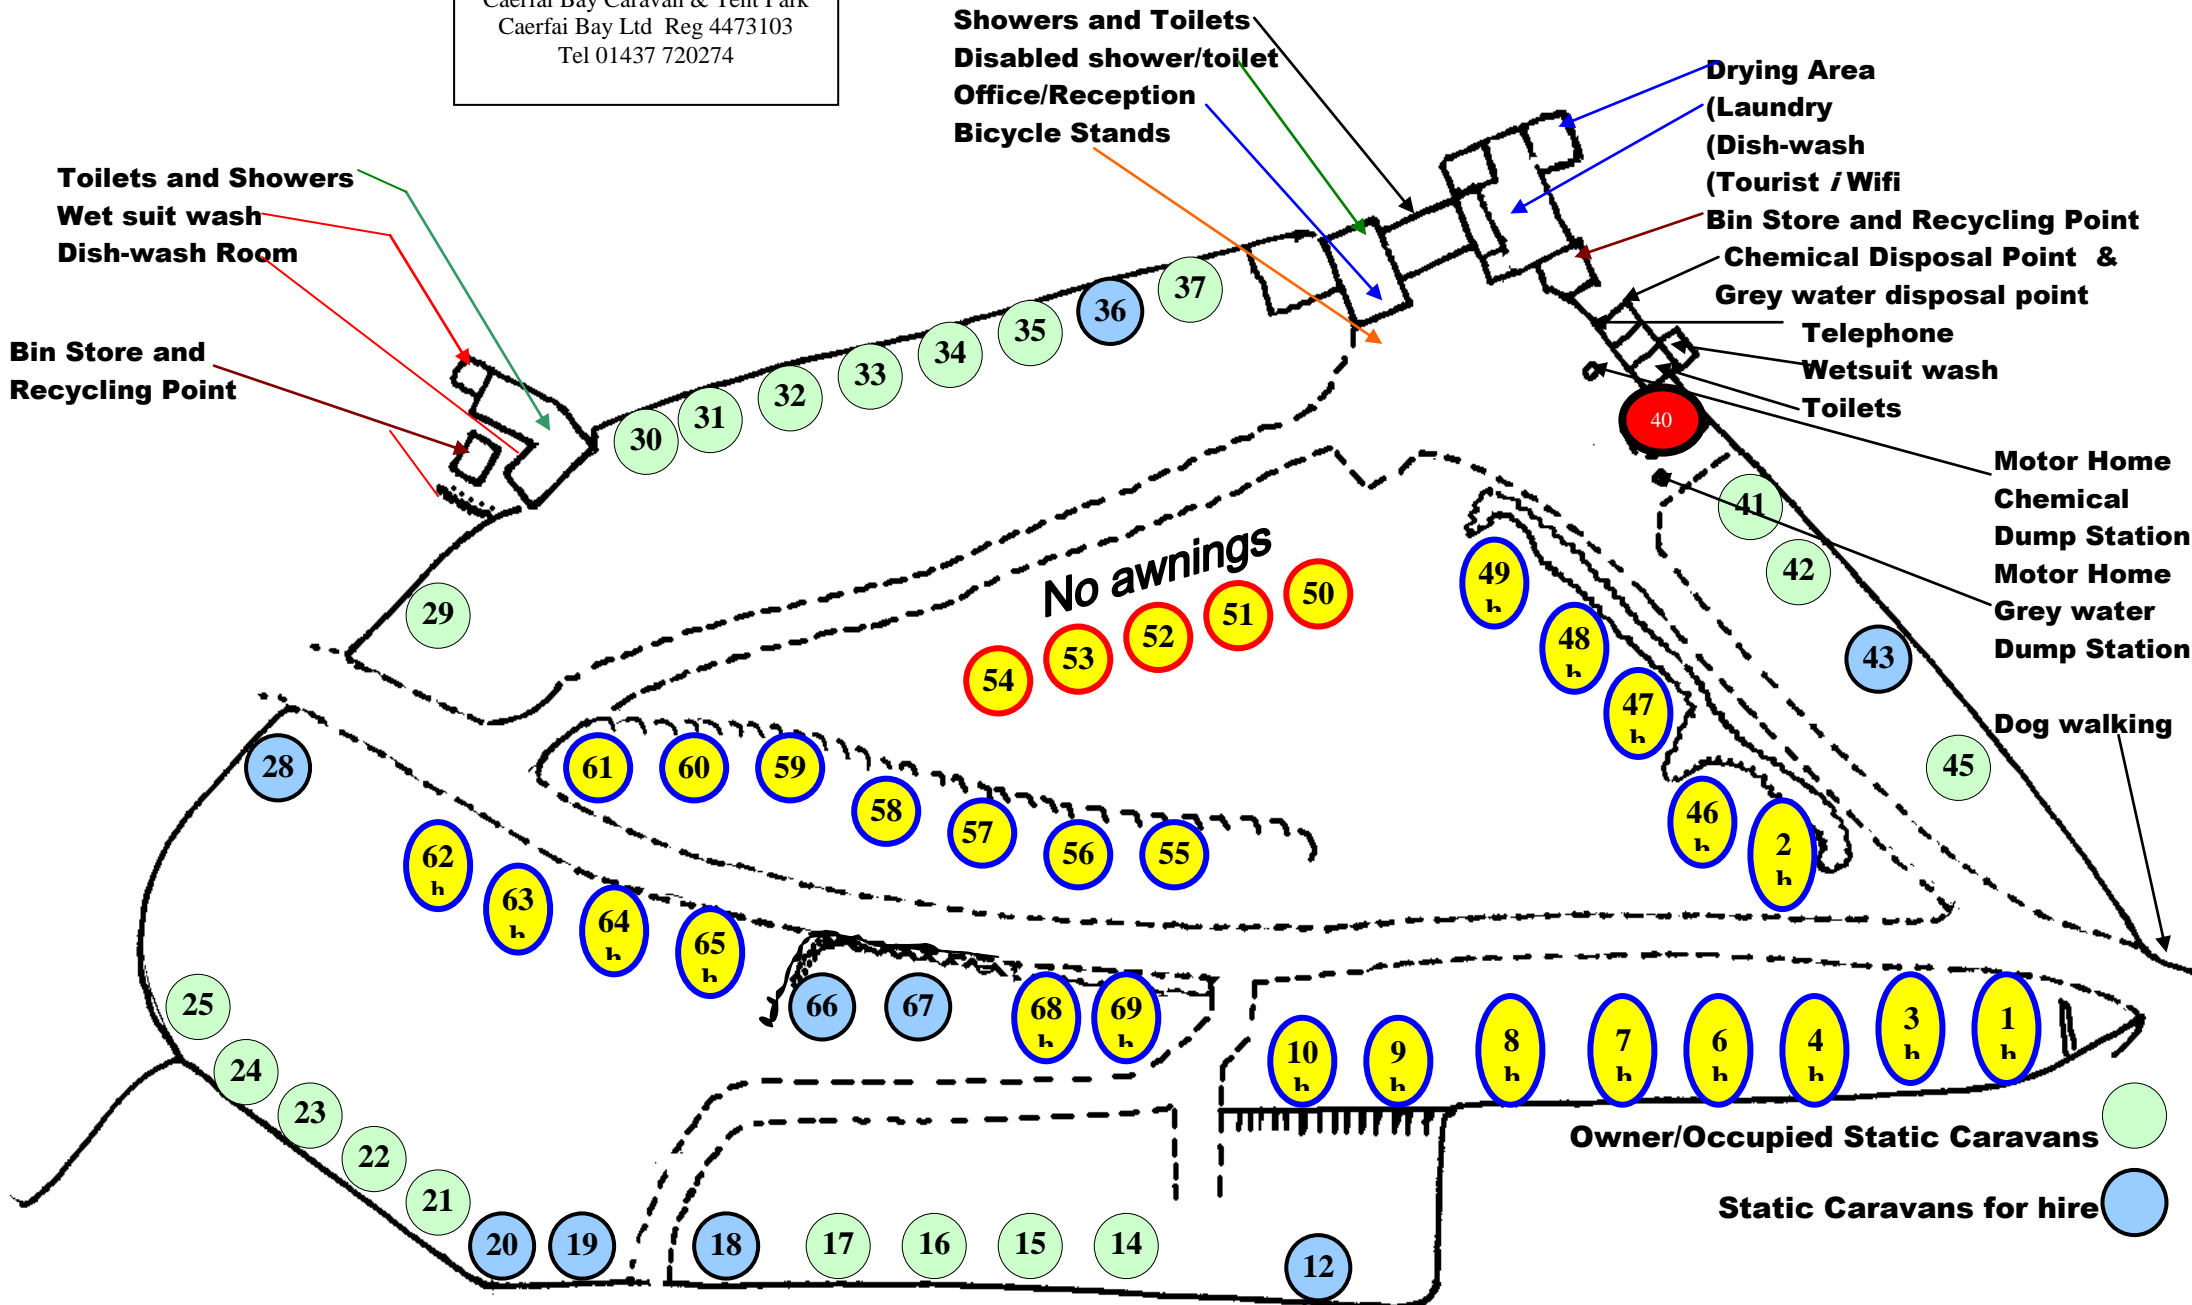 Caerfai Bay Caravan & Tent Park
Caerfai Bay Ltd Reg 4473103
Tel 01437 720274
Showers and Toilets
Disabled shower/toilet
Office/Reception
Bicycle Stands
Drying Area
(Laundry
(Dish-wash
(Tourist i Wifi
Bin Store and Recycling Point
Chemical Disposal Point &
Grey water disposal point
Telephone
Wetsuit wash
Toilets
Toilets and Showers
Wet suit wash
Dish-wash Room
Bin Store and
Recycling Point
Motor Home
Chemical
Dump Station
Motor Home
Grey water
Dump Station
Dog walking
No awnings
37
36
35
34
33
32
31
30
29
40
41
42
43
45
50
51
52
53
54
49
h
48
h
47
h
46
h
2
h
61
60
59
58
57
56
55
28
62
h
63
h
64
h
65
h
66
67
68
h
69
h
10
h
9
h
8
h
7
h
6
h
4
h
3
h
1
h
25
24
23
22
21
20
19
18
17
16
15
14
12
Owner/Occupied Static Caravans
Static Caravans for hire